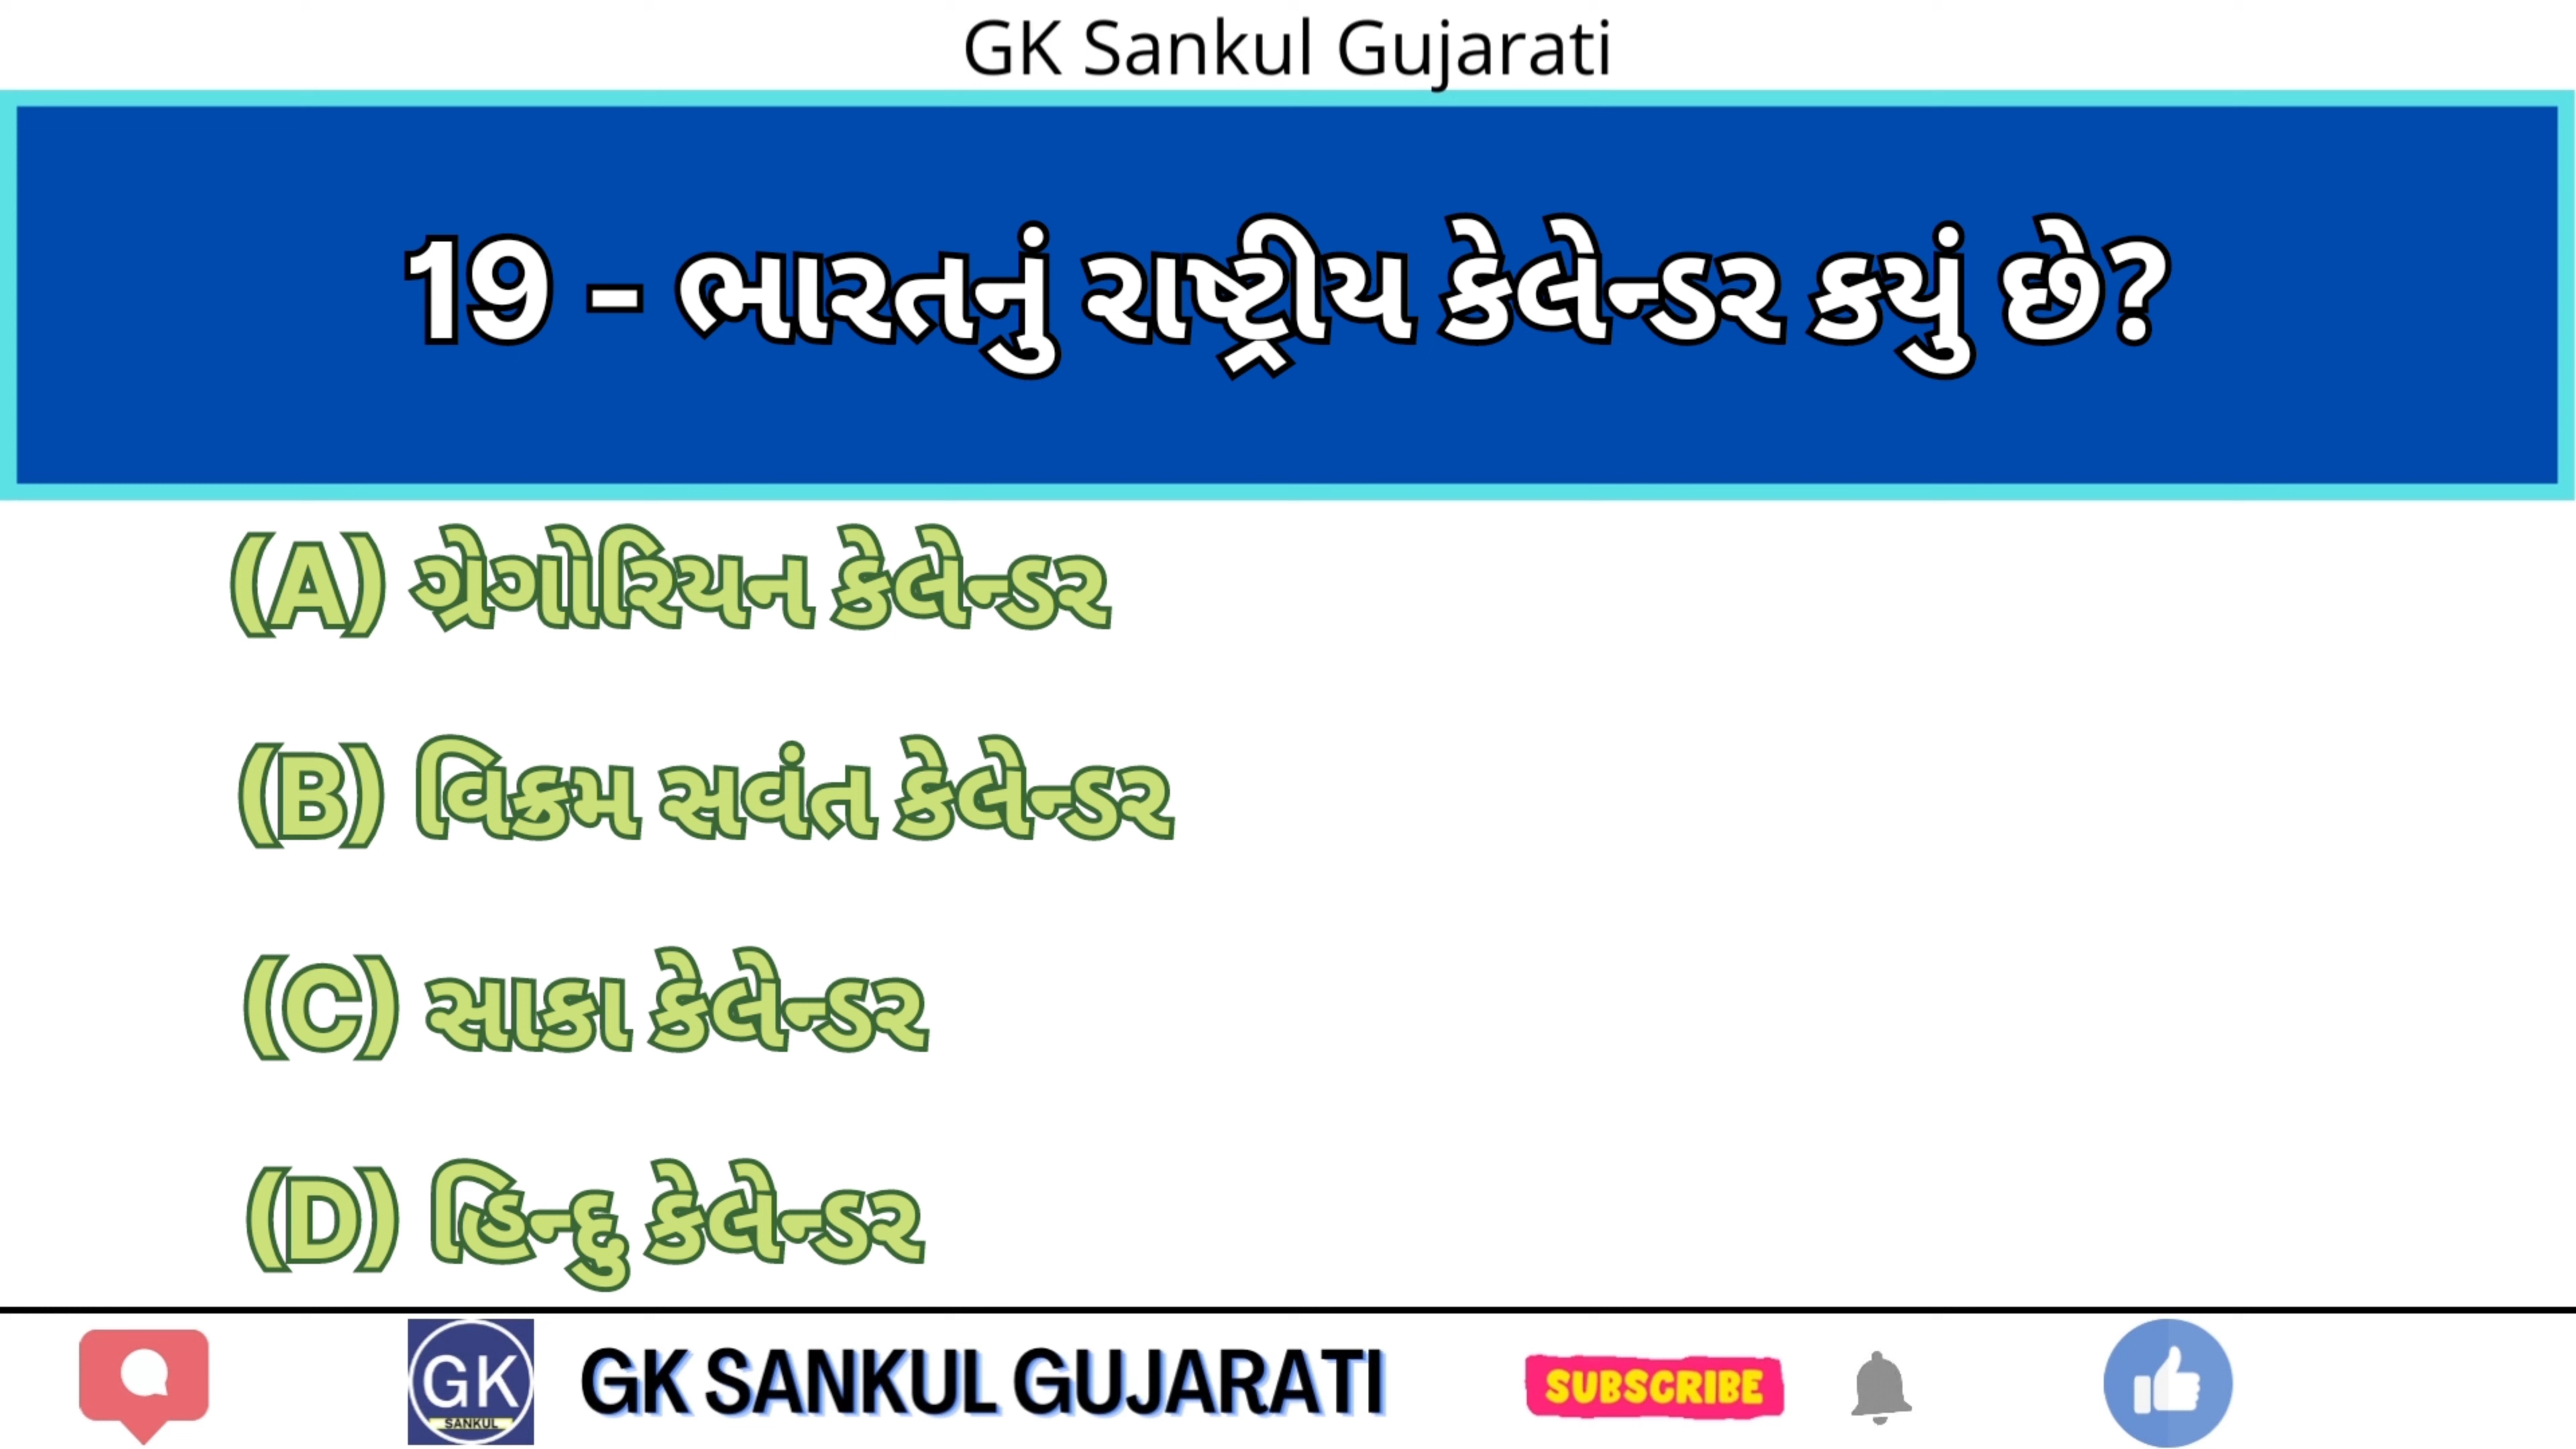 GK Sankul Gujarati
19 - ભારતનું રાષ્ટ્રીય કેલેન્ડર કયું છે?
(A) ગ્રેગોરિયન કેલેન્ડર
(B) વિક્રમ સવંત કેલેન્ડર
(C) સાકા કેલેન્ડર
(D) હિન્દુ કેલેન્ડર
GK
SANKUL
GK SANKUL GUJARATI
SUBSCRIBE